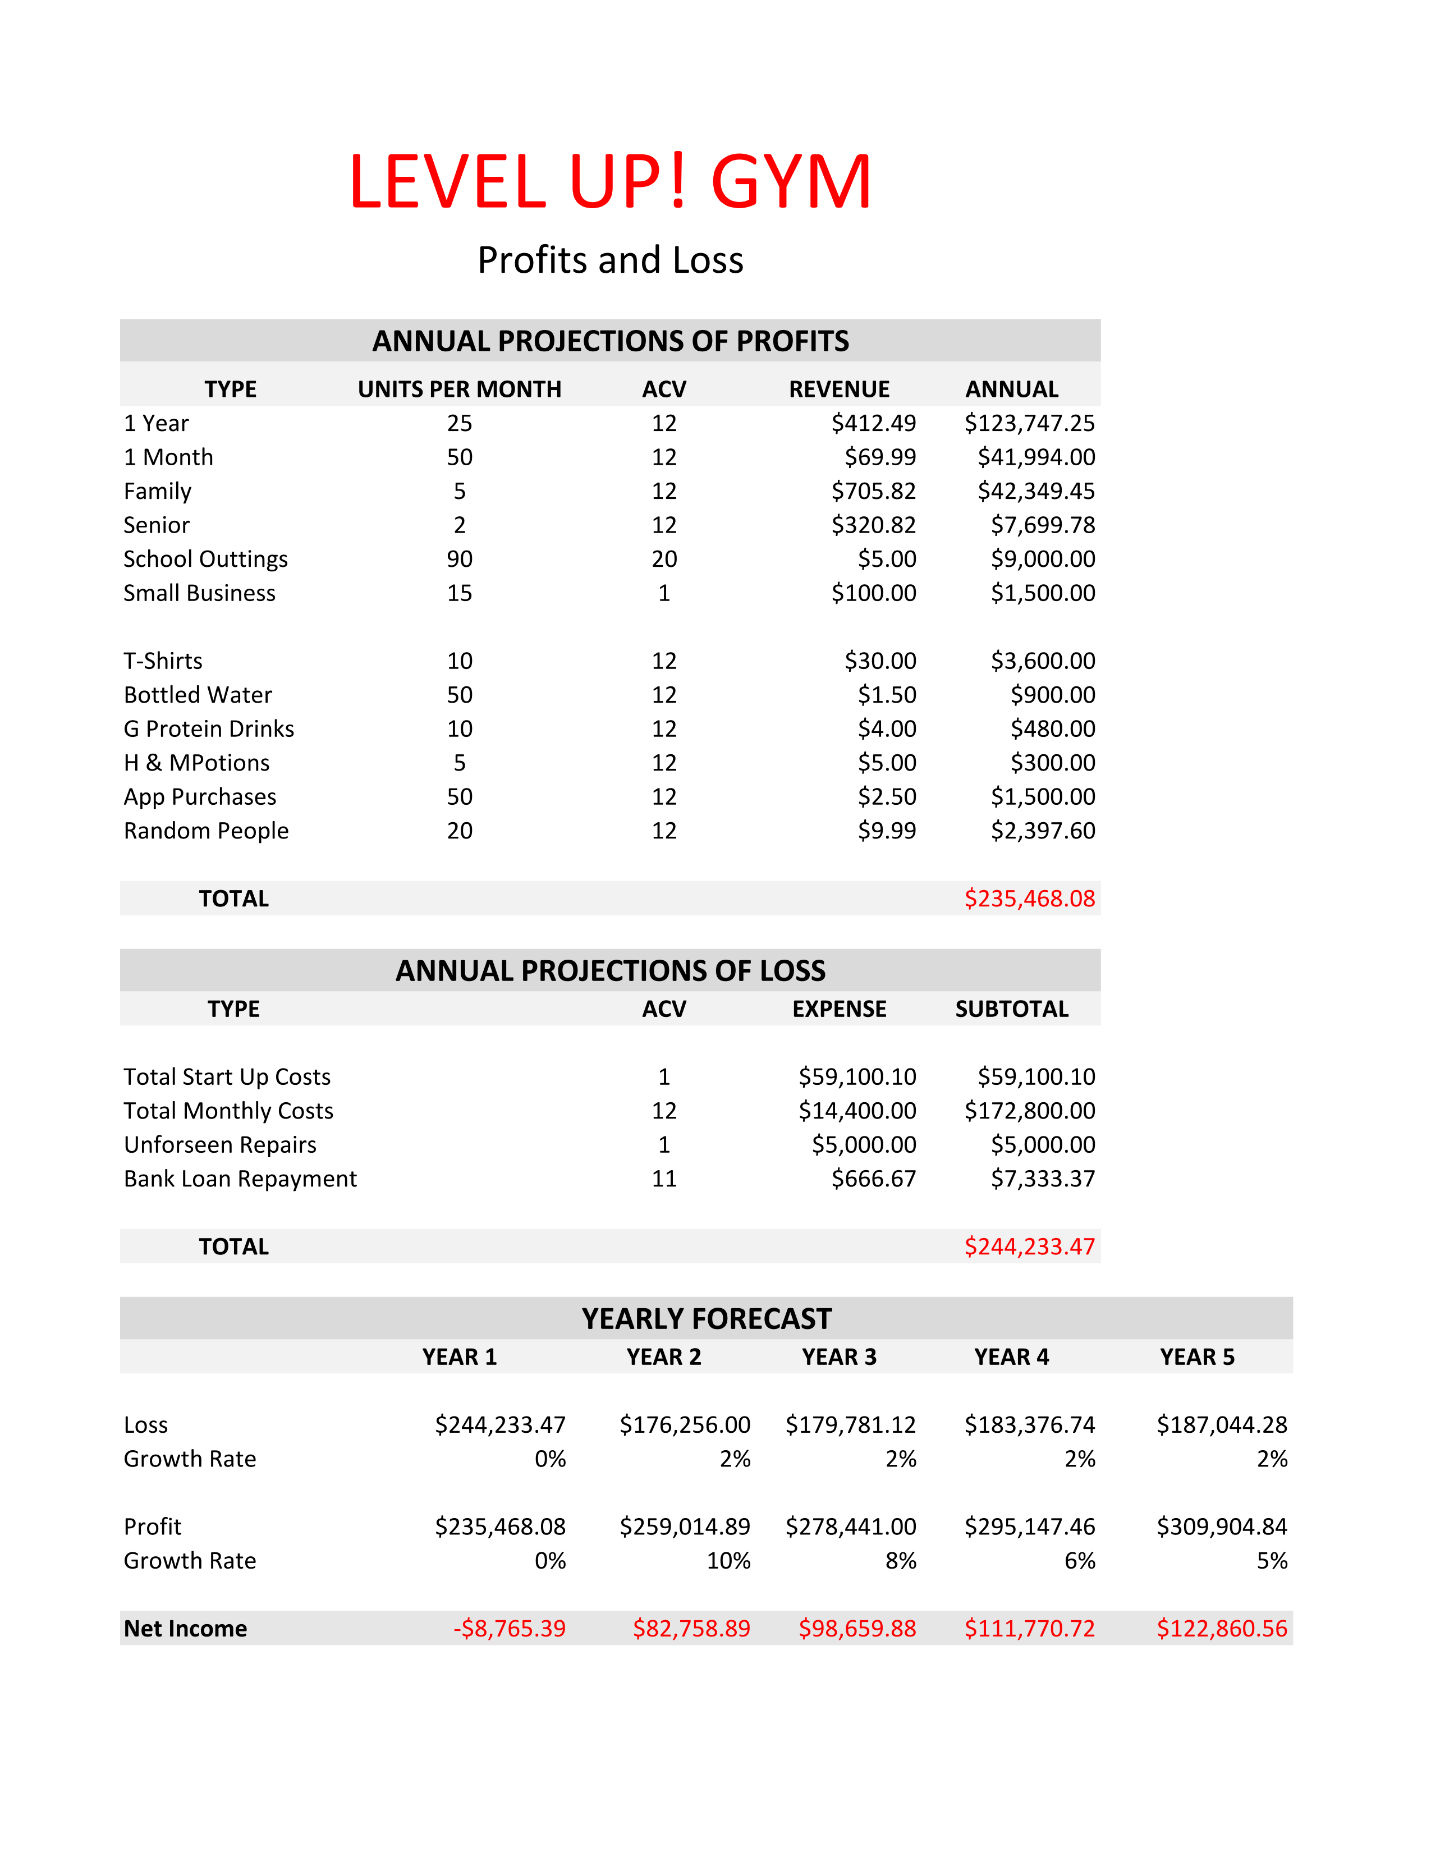 LEVEL UP! GYM
Profits and Loss
ANNUAL PROJECTIONS OF PROFITS
TYPE UNITS PER MONTH ACV REVENUE ANNUAL
1 Year 25 12 $412.49 $123,747.25
1 Month 50 12 $69.99 $41,994.00
Family 5 12 $705.82 $42,349.45
Senior 2 12 $320.82 $7,699.78
School Outtings 90 20 $5.00 $9,000.00
Small Business 15 1 $100.00 $1,500.00
T-Shirts 10 12 $30.00 $3,600.00
Bottled Water 50 12 $1.50 $900.00
G Protein Drinks 10 12 $4.00 $480.00
H & MPotions 5 12 $5.00 $300.00
App Purchases 50 12 $2.50 $1,500.00
Random People 20 12 $9.99 $2,397.60
TOTAL $235,468.08
ANNUAL PROJECTIONS OF LOSS
TYPE ACV EXPENSE SUBTOTAL
Total Start Up Costs 1 $59,100.10 $59,100.10
Total Monthly Costs 12 $14,400.00 $172,800.00
Unforseen Repairs 1 $5,000.00 $5,000.00
Bank Loan Repayment 11 $666.67 $7,333.37
TOTAL $244,233.47
YEARLY FORECAST
YEAR 1 YEAR 2 YEAR 3 YEAR 4 YEAR 5
Loss $244,233.47 $176,256.00 $179,781.12 $183,376.74 $187,044.28
Growth Rate 0% 2% 2% 2% 2%
Profit $235,468.08 $259,014.89 $278,441.00 $295,147.46 $309,904.84
Growth Rate 0% 10% 8% 6% 5%
Net Income -$8,765.39 $82,758.89 $98,659.88 $111,770.72 $122,860.56